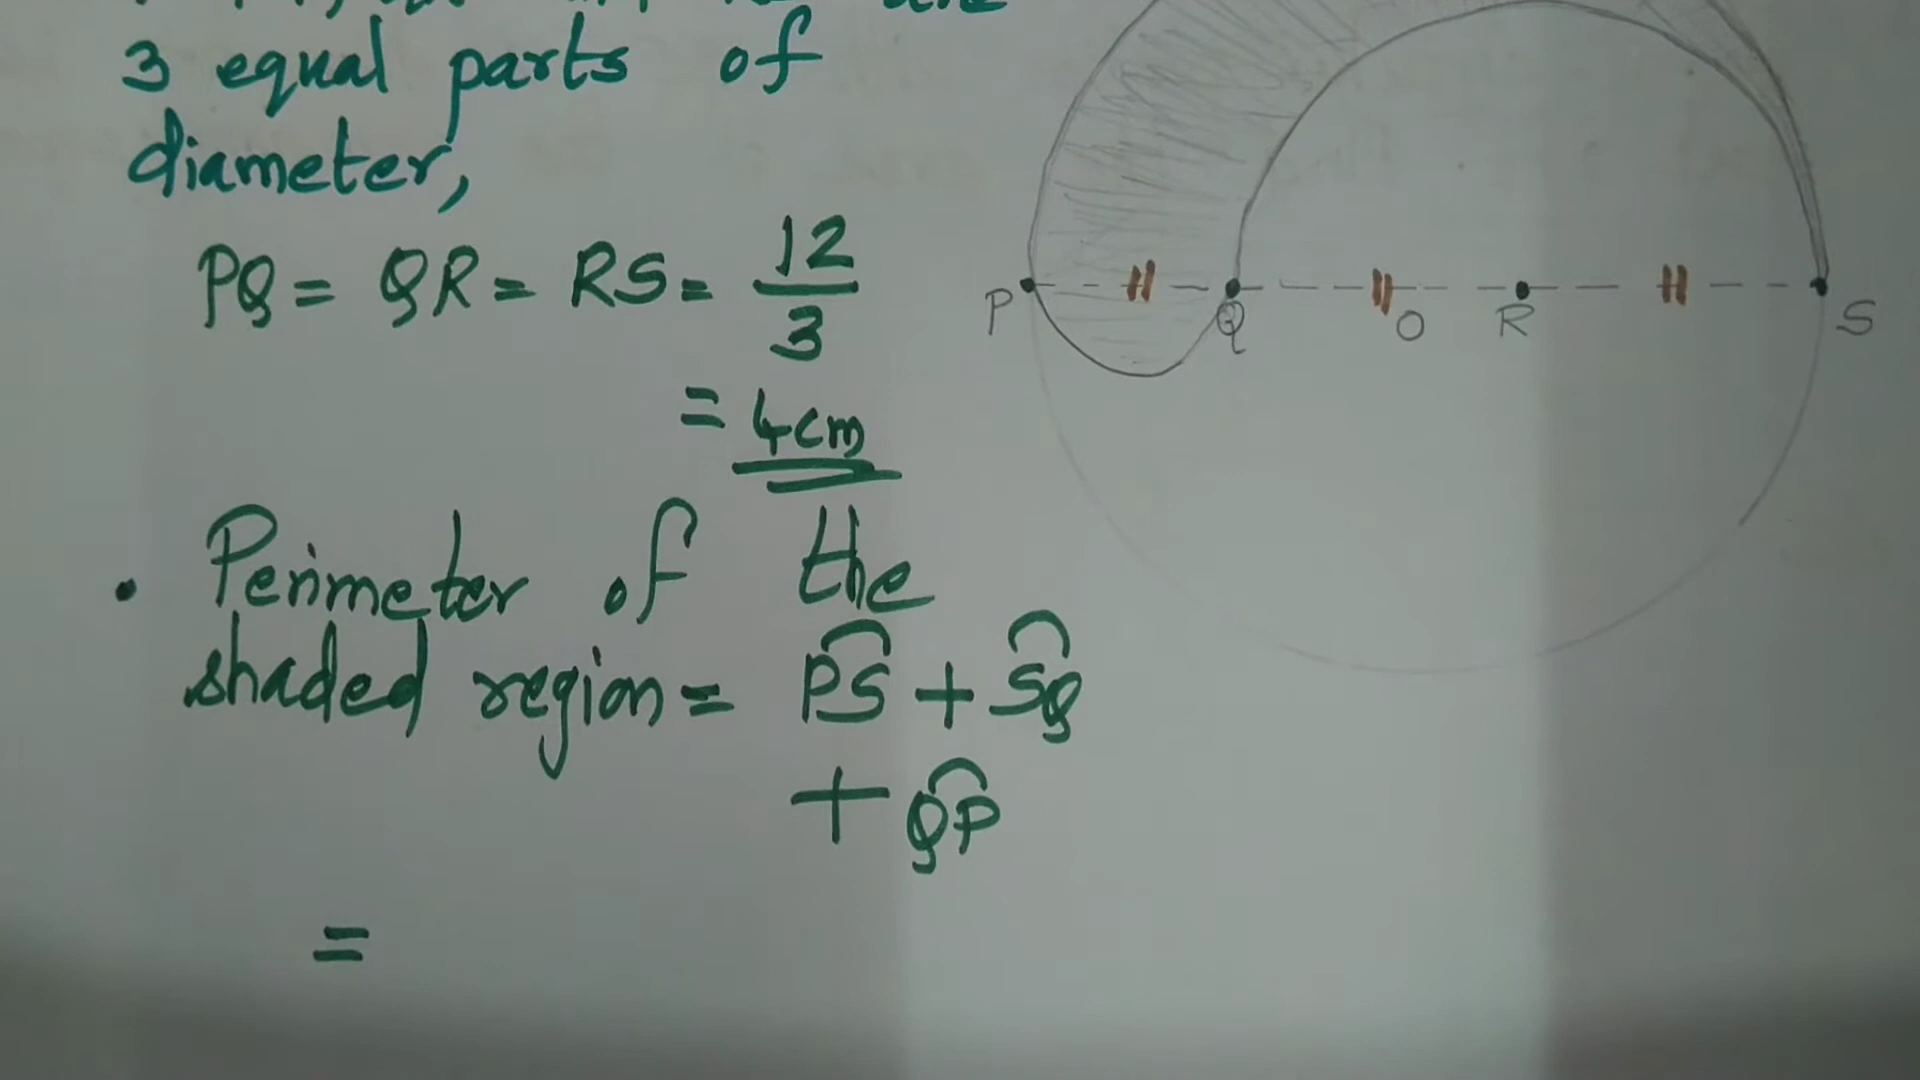 3 equal parts of
diameter,
PQ = QR = RS = 12/3
= 4cm
• Perimeter of the
shaded region = PS + SQ
+ QP
=
P Q O R S